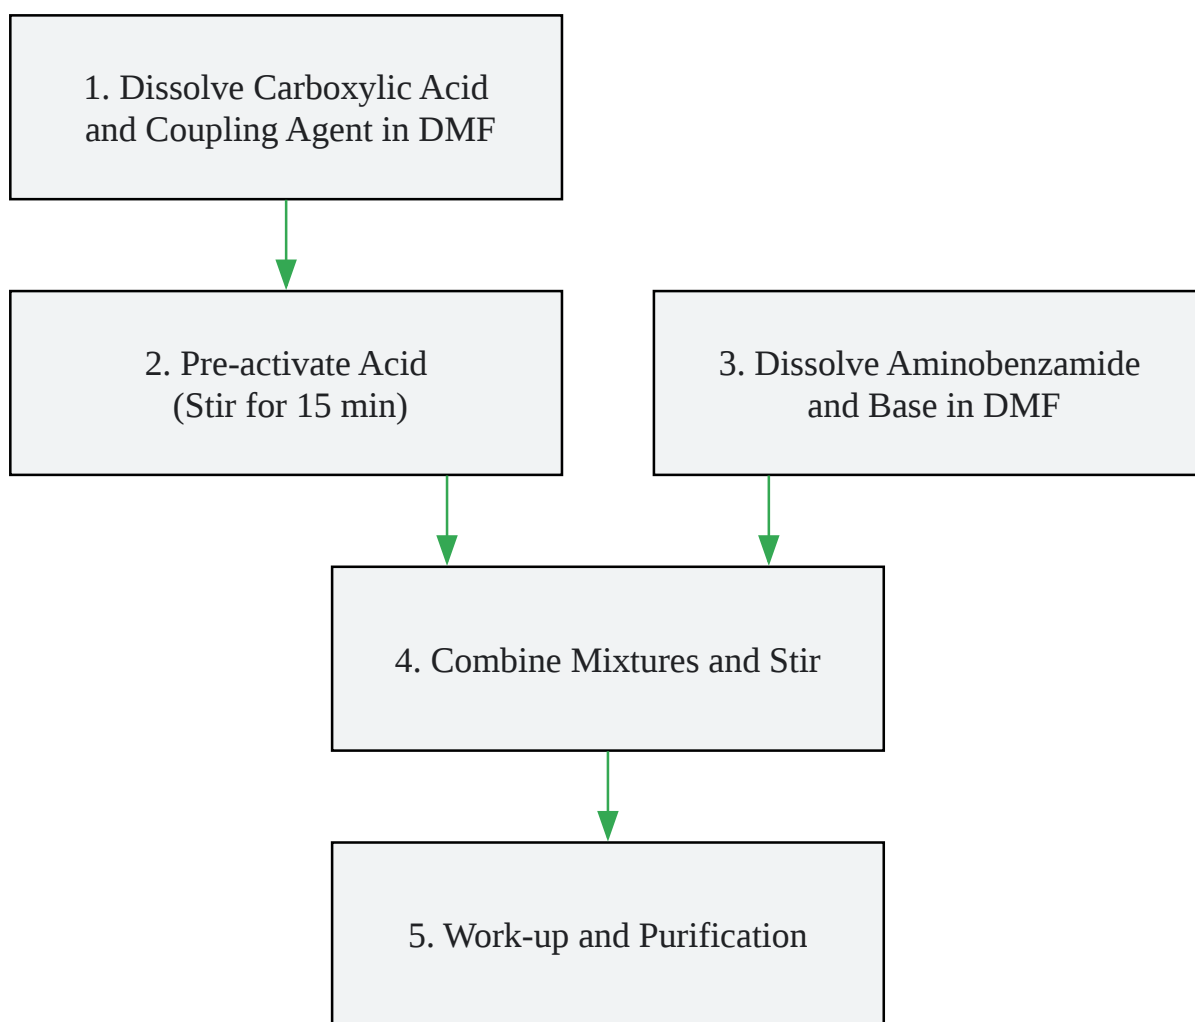 1. Dissolve Carboxylic Acid
and Coupling Agent in DMF
2. Pre-activate Acid
(Stir for 15 min)
3. Dissolve Aminobenzamide
and Base in DMF
4. Combine Mixtures and Stir
5. Work-up and Purification